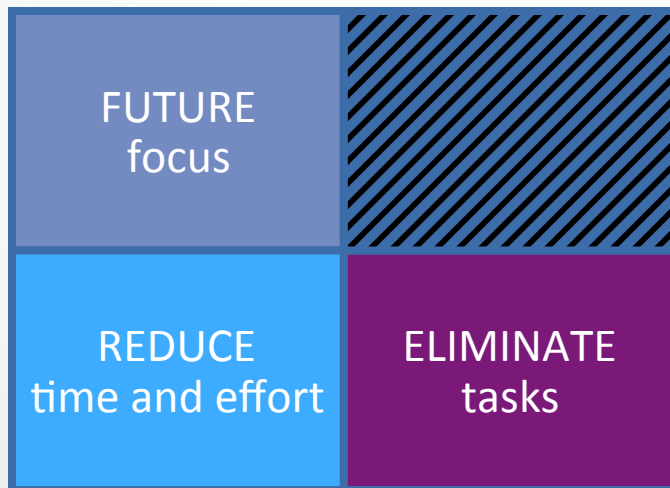 FUTURE
focus
REDUCE
time and effort
ELIMINATE
tasks